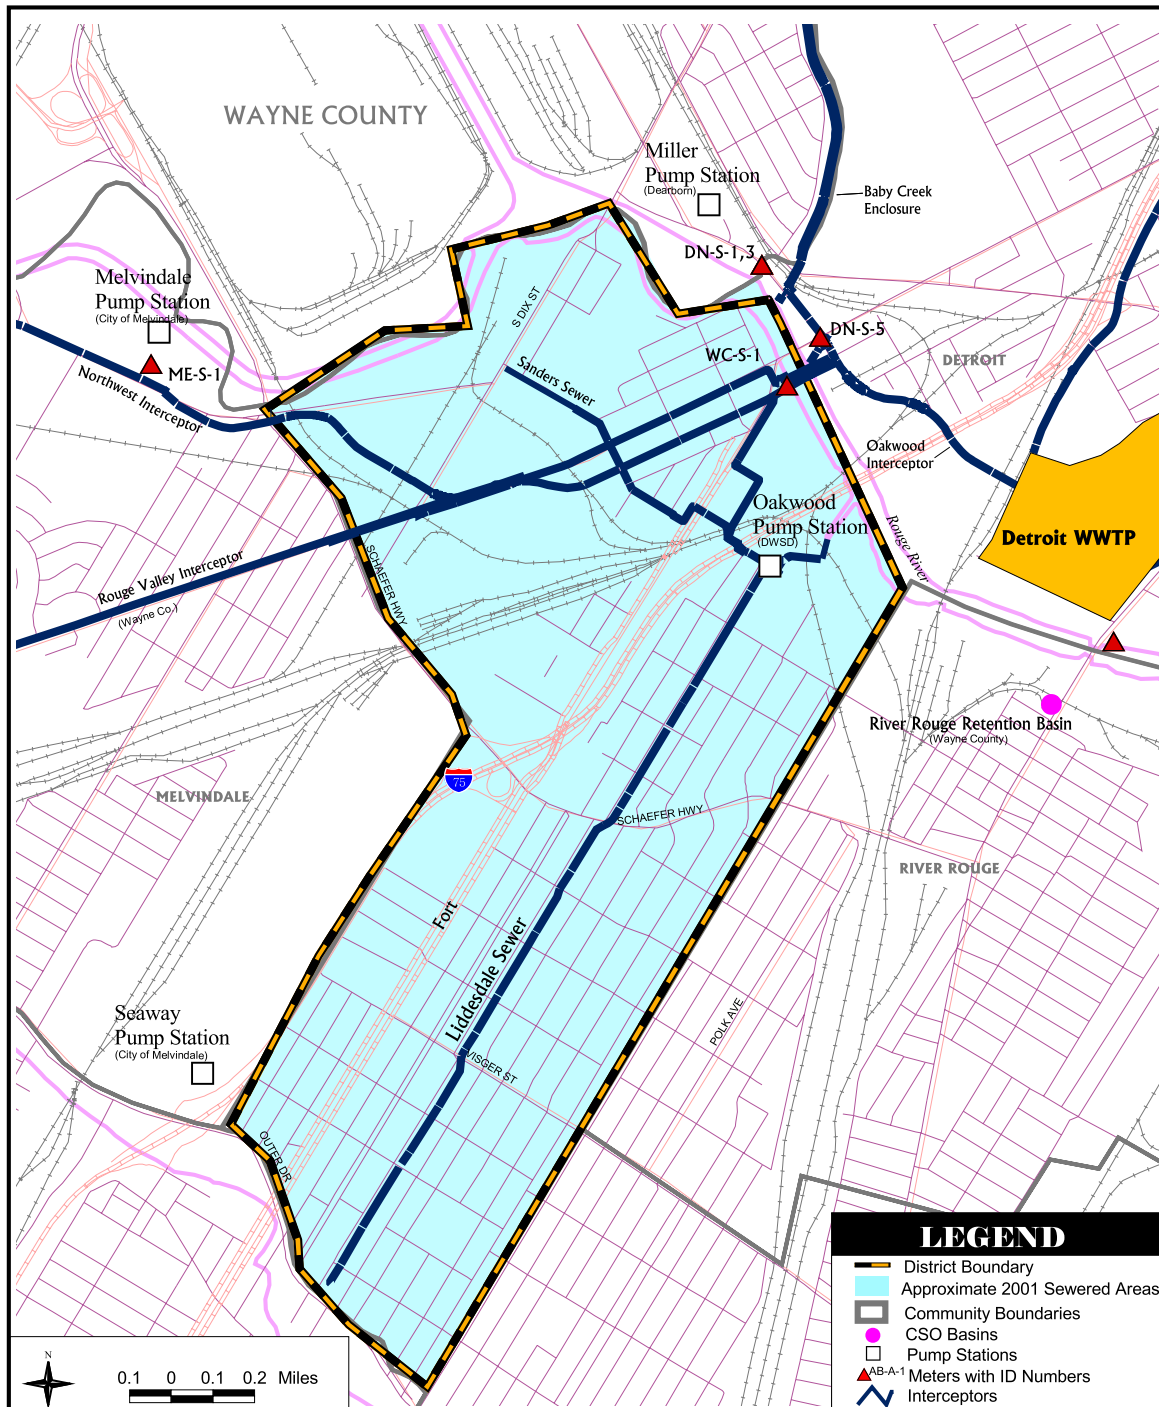 WAYNE COUNTY
Miller
Pump Station
(Dearborn)
Baby Creek
Enclosure
DN-S-1,3
Melvindale
Pump Station
(City of Melvindale)
S DIX ST
DN-S-5
WC-S-1
DETROIT
ME-S-1
Sanders Sewer
Northwest Interceptor
Oakwood
Interceptor
Oakwood
Pump Station
(DWSD)
Rouge River
Detroit WWTP
SCHAEFER HWY
Rouge Valley Interceptor
(Wayne Co.)
River Rouge Retention Basin
(Wayne County)
75
MELVINDALE
SCHAEFER HWY
RIVER ROUGE
Fort
Liddesdale Sewer
Seaway
Pump Station
(City of Melvindale)
POLK AVE
VISGER ST
OUTER DR
LEGEND
District Boundary
Approximate 2001 Sewered Areas
Community Boundaries
CSO Basins
Pump Stations
AB-A-1 Meters with ID Numbers
Interceptors
N
0.1 0 0.1 0.2 Miles